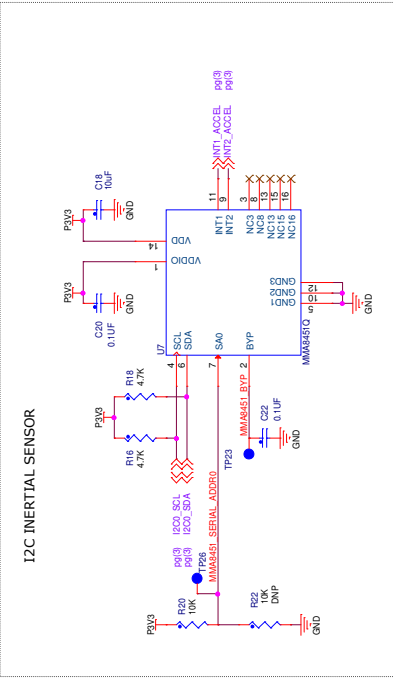 I2C INERTIAL SENSOR
P3V3
C18
10uF
GND
P3V3
C20
0.1UF
GND
INT1_ACCEL pg(3)
INT2_ACCEL pg(3)
11
9
3
8
13
15
16
INT1
INT2
NC3
NC8
NC13
NC15
NC16
14
VDD
1
VDDIO
GND3
GND2
GND1
12
10
5
GND
U7
MMA8451Q
SCL
SDA
SA0
BYP
4
6
7
2
P3V3
R18
4.7K
R16
4.7K
pg(3) I2C0_SCL
pg(3) I2C0_SDA
MMA8451_BYP
C22
0.1UF
GND
TP23
TP26
MMA8451_SERIAL_ADDR0
P3V3
R20
10K
R22
10K
DNP
GND